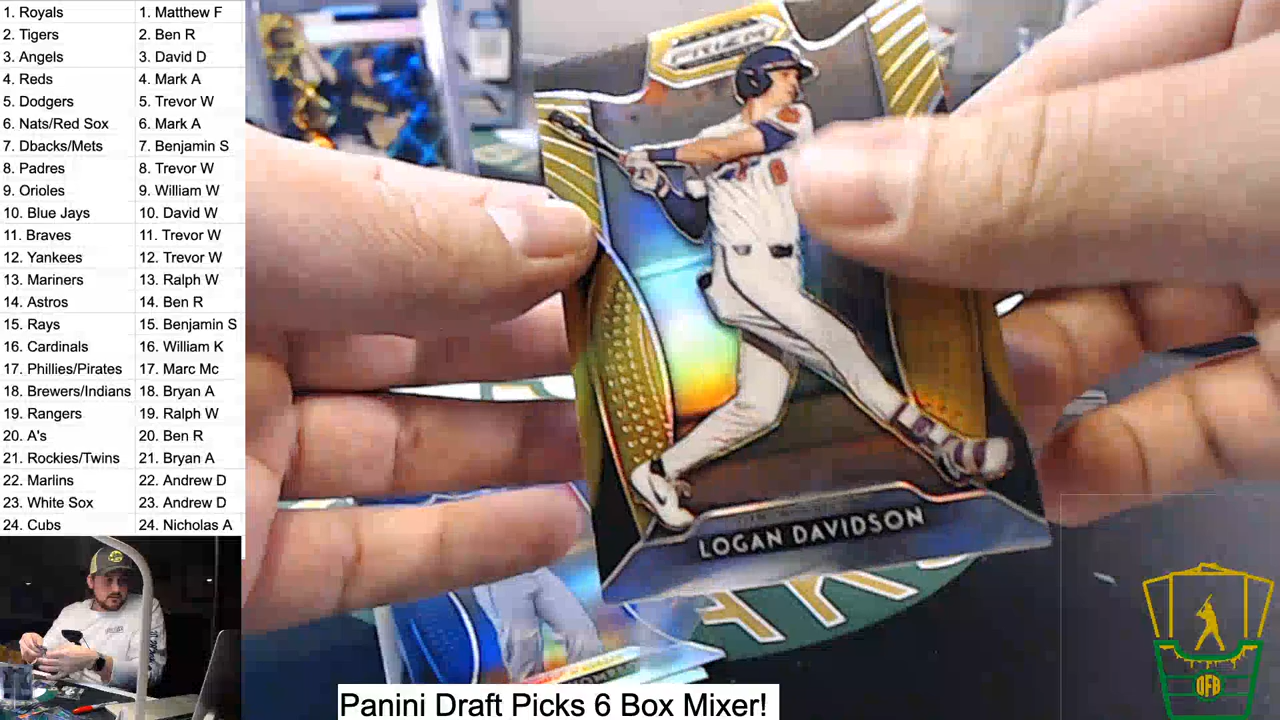 1. Royals 1. Matthew F
2. Tigers 2. Ben R
3. Angels 3. David D
4. Reds 4. Mark A
5. Dodgers 5. Trevor W
6. Nats/Red Sox 6. Mark A
7. Dbacks/Mets 7. Benjamin S
8. Padres 8. Trevor W
9. Orioles 9. William W
10. Blue Jays 10. David W
11. Braves 11. Trevor W
12. Yankees 12. Trevor W
13. Mariners 13. Ralph W
14. Astros 14. Ben R
15. Rays 15. Benjamin S
16. Cardinals 16. William K
17. Phillies/Pirates 17. Marc Mc
18. Brewers/Indians 18. Bryan A
19. Rangers 19. Ralph W
20. A's 20. Ben R
21. Rockies/Twins 21. Bryan A
22. Marlins 22. Andrew D
23. White Sox 23. Andrew D
24. Cubs 24. Nicholas A
PRIZM
LOGAN DAVIDSON
OFB
Panini Draft Picks 6 Box Mixer!